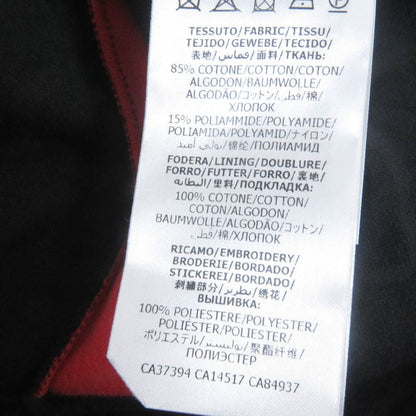 TESSUTO/FABRIC/TISSU/
TEJIDO/GEWEBE/TECIDO/
表地/قماش/面料/ТКАНЬ:
85% COTONE/COTTON/COTON/
ALGODON/BAUMWOLLE/
ALGODÃO/コットン/قطن/棉/
ХЛОПОК
15% POLIAMMIDE/POLYAMIDE/
POLIAMIDA/POLYAMID/ナイロン/
بولي أميد/锦纶/ПОЛИАМИД
FODERA/LINING/DOUBLURE/
FORRO/FUTTER/FORRO/裏地/
البطانة/里料/ПОДКЛАДКА:
100% COTONE/COTTON/
COTON/ALGODON/
BAUMWOLLE/ALGODÃO/コットン/
قطن/棉/ХЛОПОК
RICAMO/EMBROIDERY/
BRODERIE/BORDADO/
STICKEREI/BORDADO/
刺繍部分/تطريز/绣花/
ВЫШИВКА:
100% POLIESTERE/POLYESTER/
POLIÉSTER/POLYESTER/
POLIESTER/POLIÉSTER/
ポリエステル/بوليستر/聚酯纤维/
ПОЛИЭСТЕР
CA37394 CA14517 CA84937